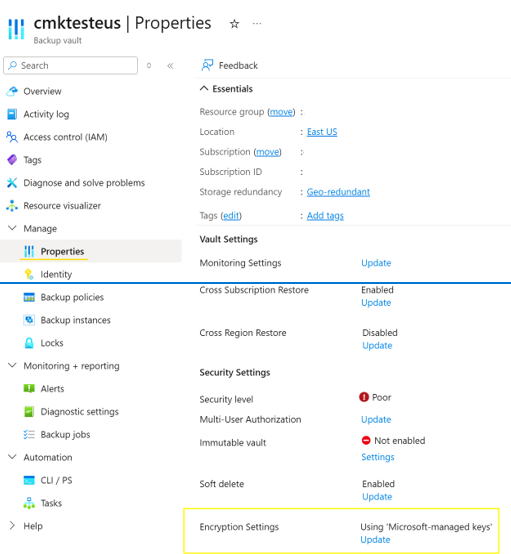 cmktesteus | Properties
Backup vault
Search
Feedback
Overview
Activity log
Access control (IAM)
Tags
Diagnose and solve problems
Resource visualizer
Manage
Properties
Identity
Backup policies
Backup instances
Locks
Monitoring + reporting
Alerts
Diagnostic settings
Backup jobs
Automation
CLI / PS
Tasks
Help
Essentials
Resource group (move) :
Location : East US
Subscription (move) :
Subscription ID :
Storage redundancy : Geo-redundant
Tags (edit) : Add tags
Vault Settings
Monitoring Settings Update
Cross Subscription Restore Enabled
Update
Cross Region Restore Disabled
Update
Security Settings
Security level Poor
Multi-User Authorization Update
Immutable vault Not enabled
Settings
Soft delete Enabled
Update
Encryption Settings Using 'Microsoft-managed keys'
Update